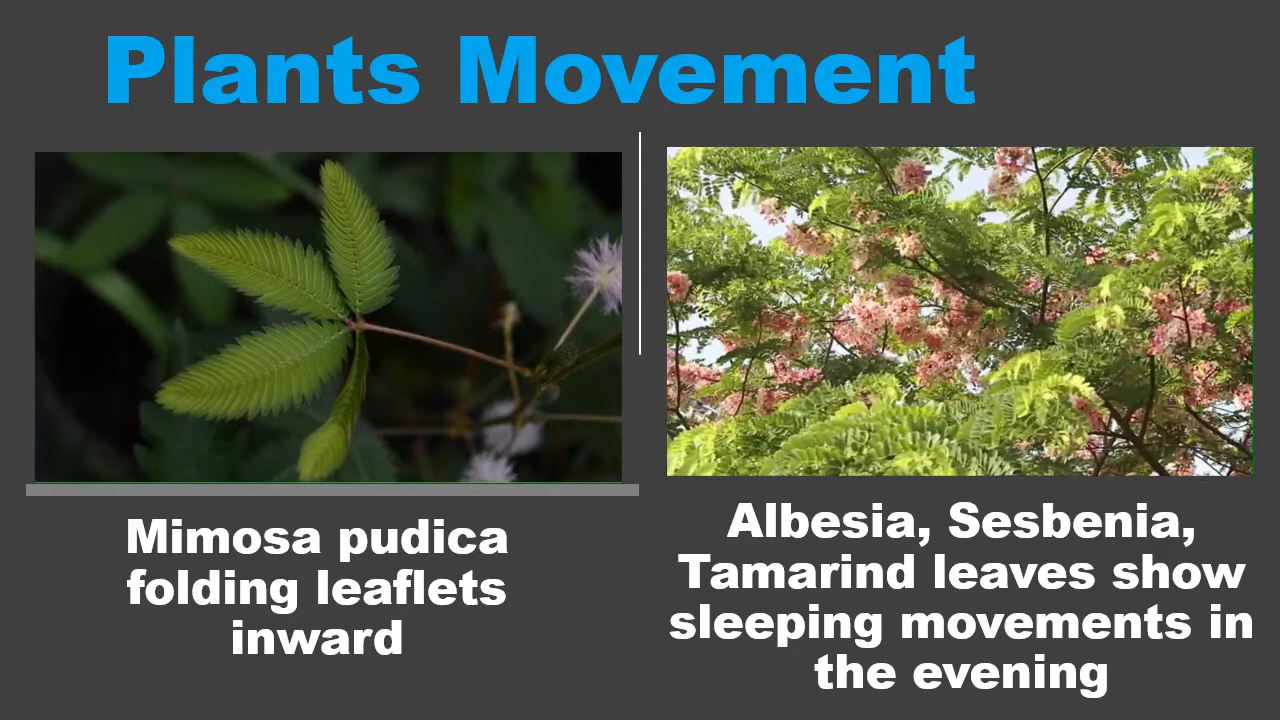 Plants Movement
Mimosa pudica
folding leaflets
inward
Albesia, Sesbenia,
Tamarind leaves show
sleeping movements in
the evening